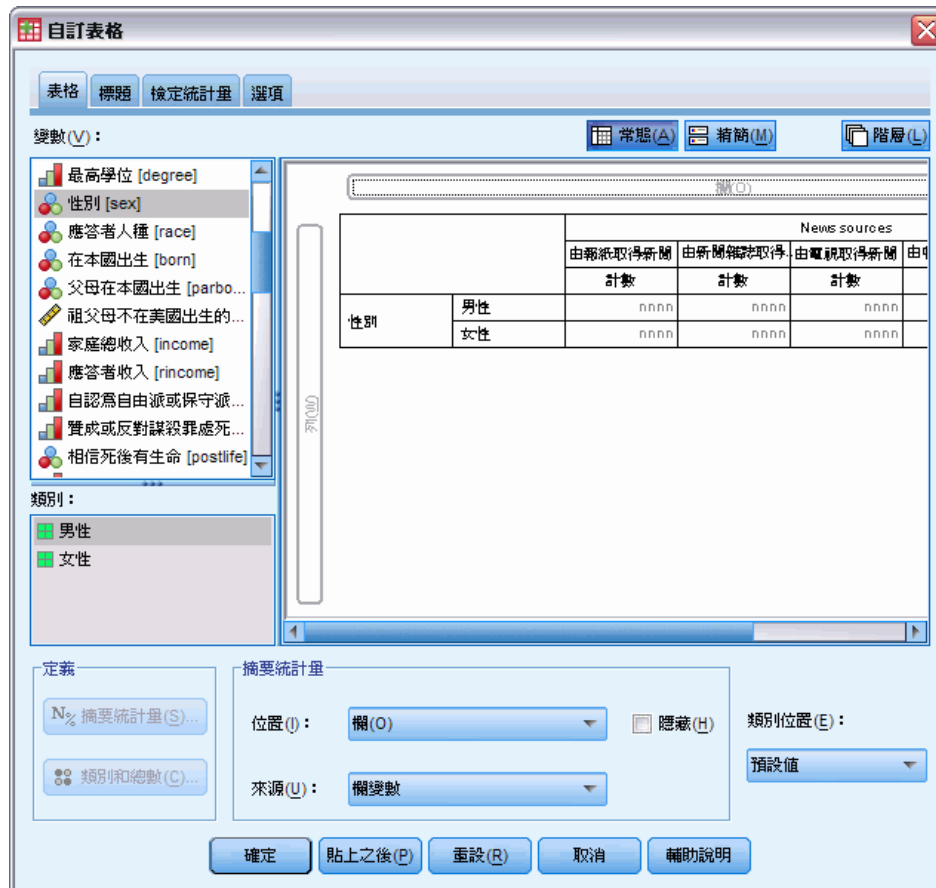 自訂表格
表格 標題 檢定統計量 選項
變數(V)：
常態(A) 精簡(M) 階層(L)
最高學位 [degree]
性別 [sex]
應答者人種 [race]
在本國出生 [born]
父母在本國出生 [parbo...
祖父母不在美國出生的...
家庭總收入 [income]
應答者收入 [rincome]
自認為自由派或保守派...
贊成或反對謀殺罪處死...
相信死後有生命 [postlife]
類別：
男性
女性
欄(O)
列(W)
News sources
由報紙取得新聞 由新聞雜誌取得. 由電視取得新聞
計數 計數 計數
性別 男性 nnnn nnnn nnnn
女性 nnnn nnnn nnnn
定義
N% 摘要統計量(S)...
類別和總數(C)...
摘要統計量
位置(I)： 欄(O) 隱藏(H)
來源(U)： 欄變數
類別位置(E)：
預設值
確定 貼上之後(P) 重設(R) 取消 輔助說明